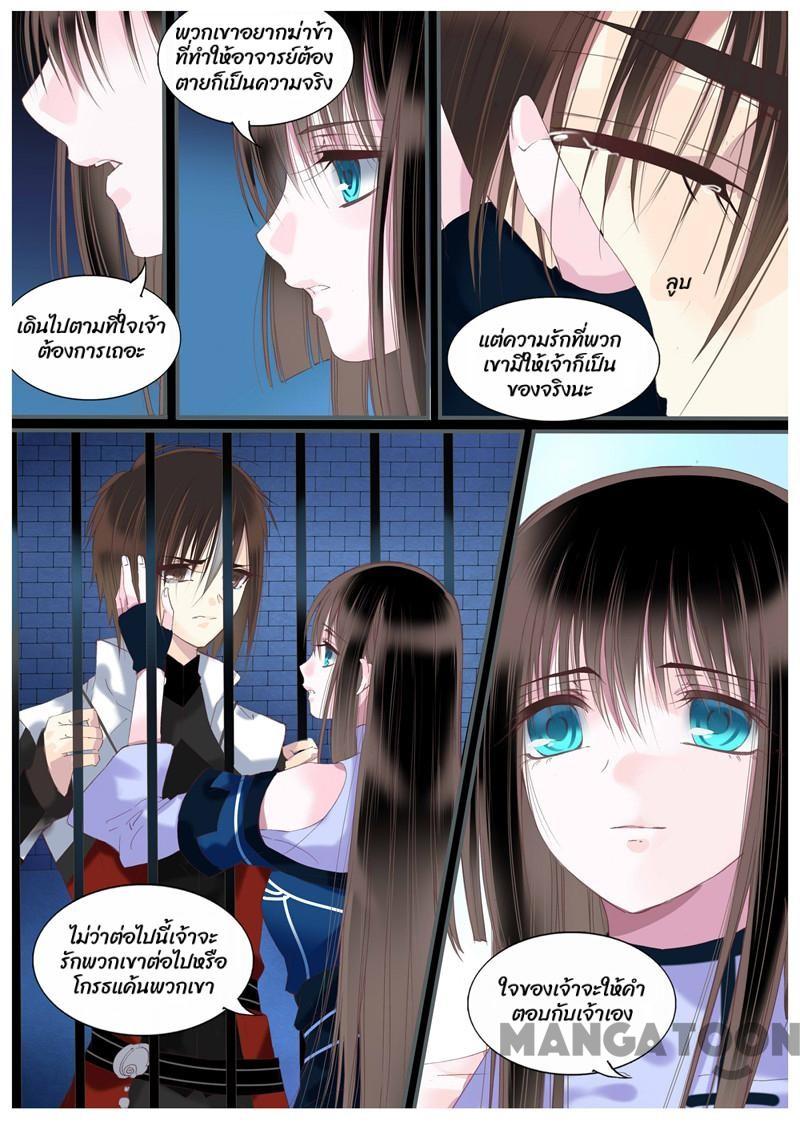 เดินไปตามที่ใจเจ้า
ต้องการเถอะ
พวกเขาอยากฆ่าข้า
ที่ทำให้อาจารย์ต้อง
ตายก็เป็นความจริง
ลูบ
แต่ความรักที่พวก
เขามีให้เจ้าก็เป็น
ของจริงนะ
ไม่ว่าต่อไปนี้เจ้าจะ
รักพวกเขาต่อไปหรือ
โกรธแค้นพวกเขา
ใจของเจ้าจะให้คำ
ตอบกับเจ้าเอง
MANGATOON